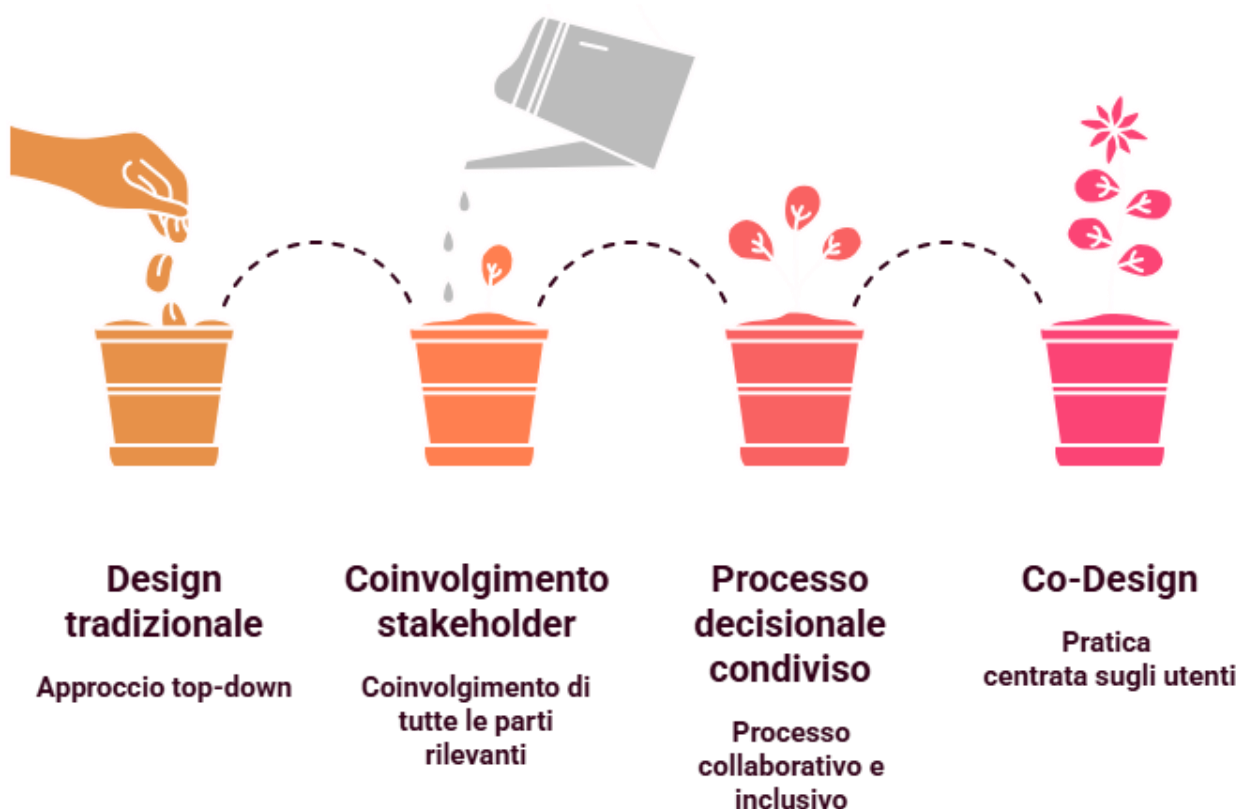 Design
tradizionale
Approccio top-down
Coinvolgimento
stakeholder
Coinvolgimento di
tutte le parti
rilevanti
Processo
decisionale
condiviso
Processo
collaborativo e
inclusivo
Co-Design
Pratica
centrata sugli utenti